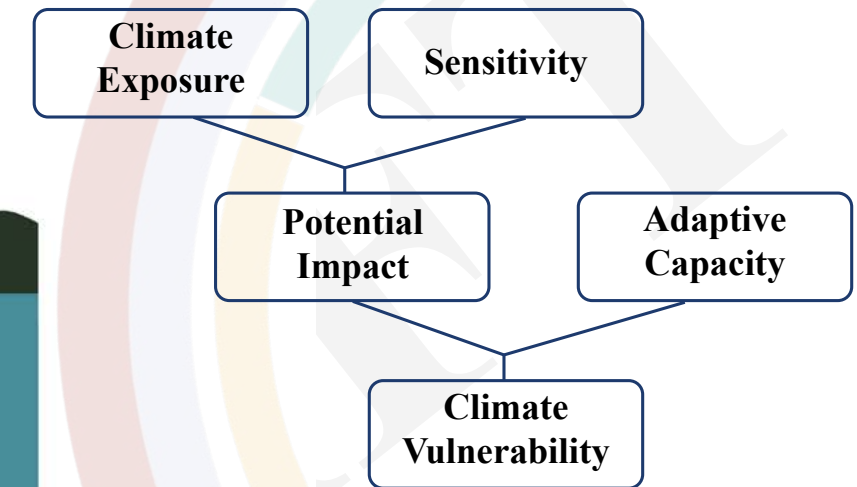 Climate
Exposure
Sensitivity
Potential
Impact
Adaptive
Capacity
Climate
Vulnerability